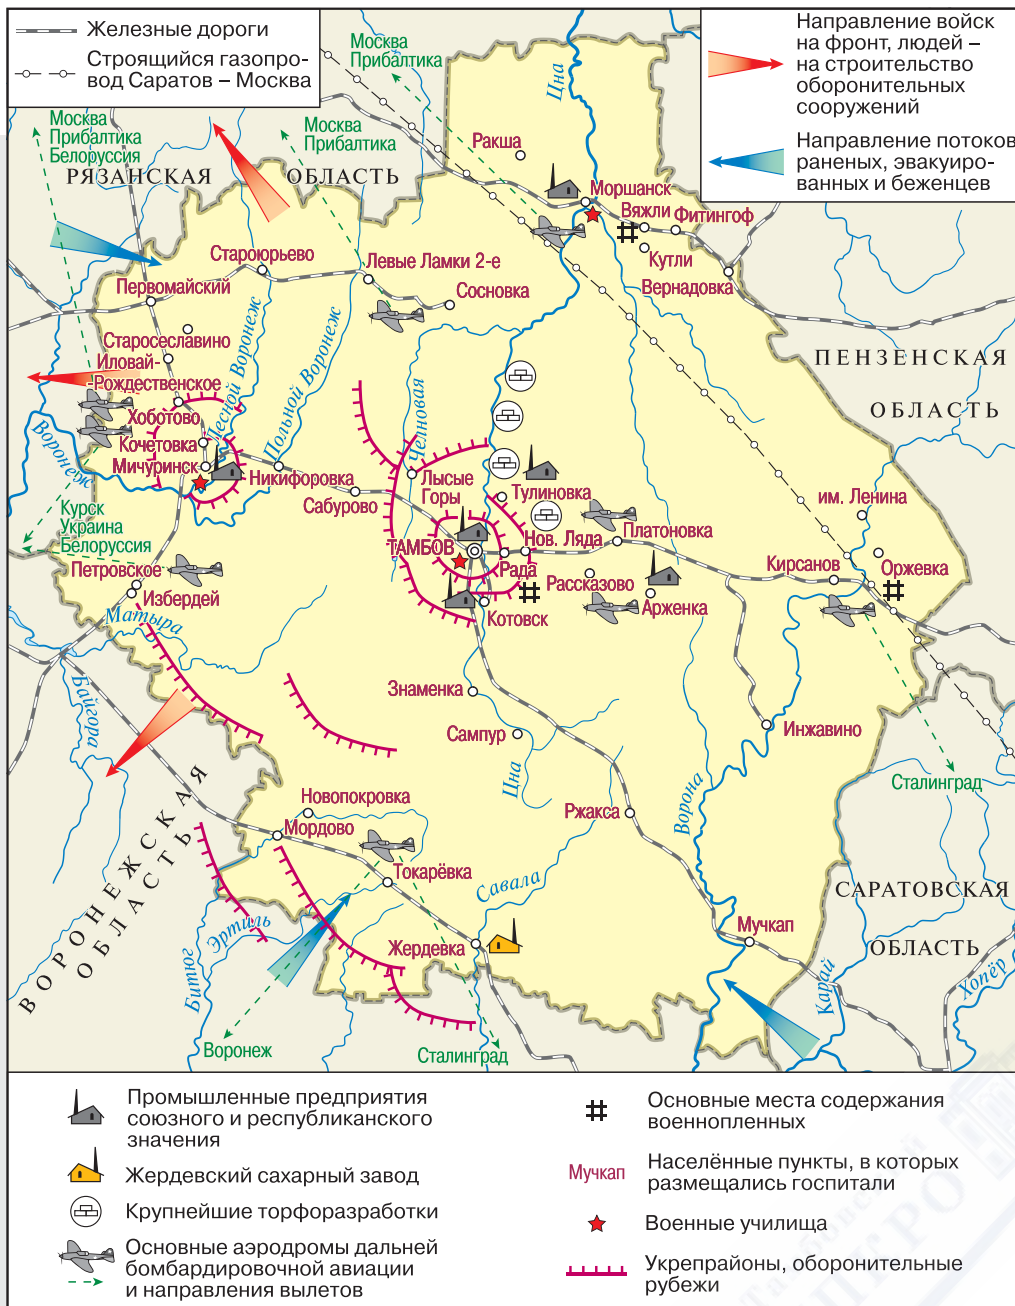 Железные дороги
Строящийся газопро-
вод Саратов – Москва
Направление войск
на фронт, людей –
на строительство
оборонительных
сооружений
Направление потоков
раненых, эвакуиро-
ванных и беженцев
Москва
Прибалтика
Москва
Прибалтика
Белоруссия
Москва
Прибалтика
РЯЗАНСКАЯ ОБЛАСТЬ
Цна
Ракша
Моршанск
Вяжли
Фитингоф
Кутли
Вернадовка
Староюрьево
Левые Ламки 2-е
Сосновка
Первомайский
Старосеславино
Иловай-
-Рождественское
Хоботово
Кочетовка
Мичуринск
Лесной Воронеж
Польной Воронеж
Челновая
Воронеж
Никифоровка
Сабурово
Лысые
Горы
Тулиновка
ПЕНЗЕНСКАЯ
ОБЛАСТЬ
им. Ленина
Курск
Украина
Белоруссия
ТАМБОВ
Нов. Ляда
Платоновка
Рада
Рассказово
Кирсанов
Оржевка
Петровское
Избердей
Котовск
Арженка
Матыра
Байгора
Знаменка
Сампур
Цна
Инжавино
Ворона
Сталинград
Ржакса
Новопокровка
Мордово
Токарёвка
Савала
ВОРОНЕЖСКАЯ
ОБЛАСТЬ
САРАТОВСКАЯ
ОБЛАСТЬ
Эртиль
Битюг
Жердевка
Мучкап
Карай
Хопёр
Воронеж
Сталинград
Промышленные предприятия
союзного и республиканского
значения
Жердевский сахарный завод
Крупнейшие торфоразработки
Основные аэродромы дальней
бомбардировочной авиации
и направления вылетов
Основные места содержания
военнопленных
Мучкап
Населённые пункты, в которых
размещались госпитали
Военные училища
Укрепрайоны, оборонительные
рубежи